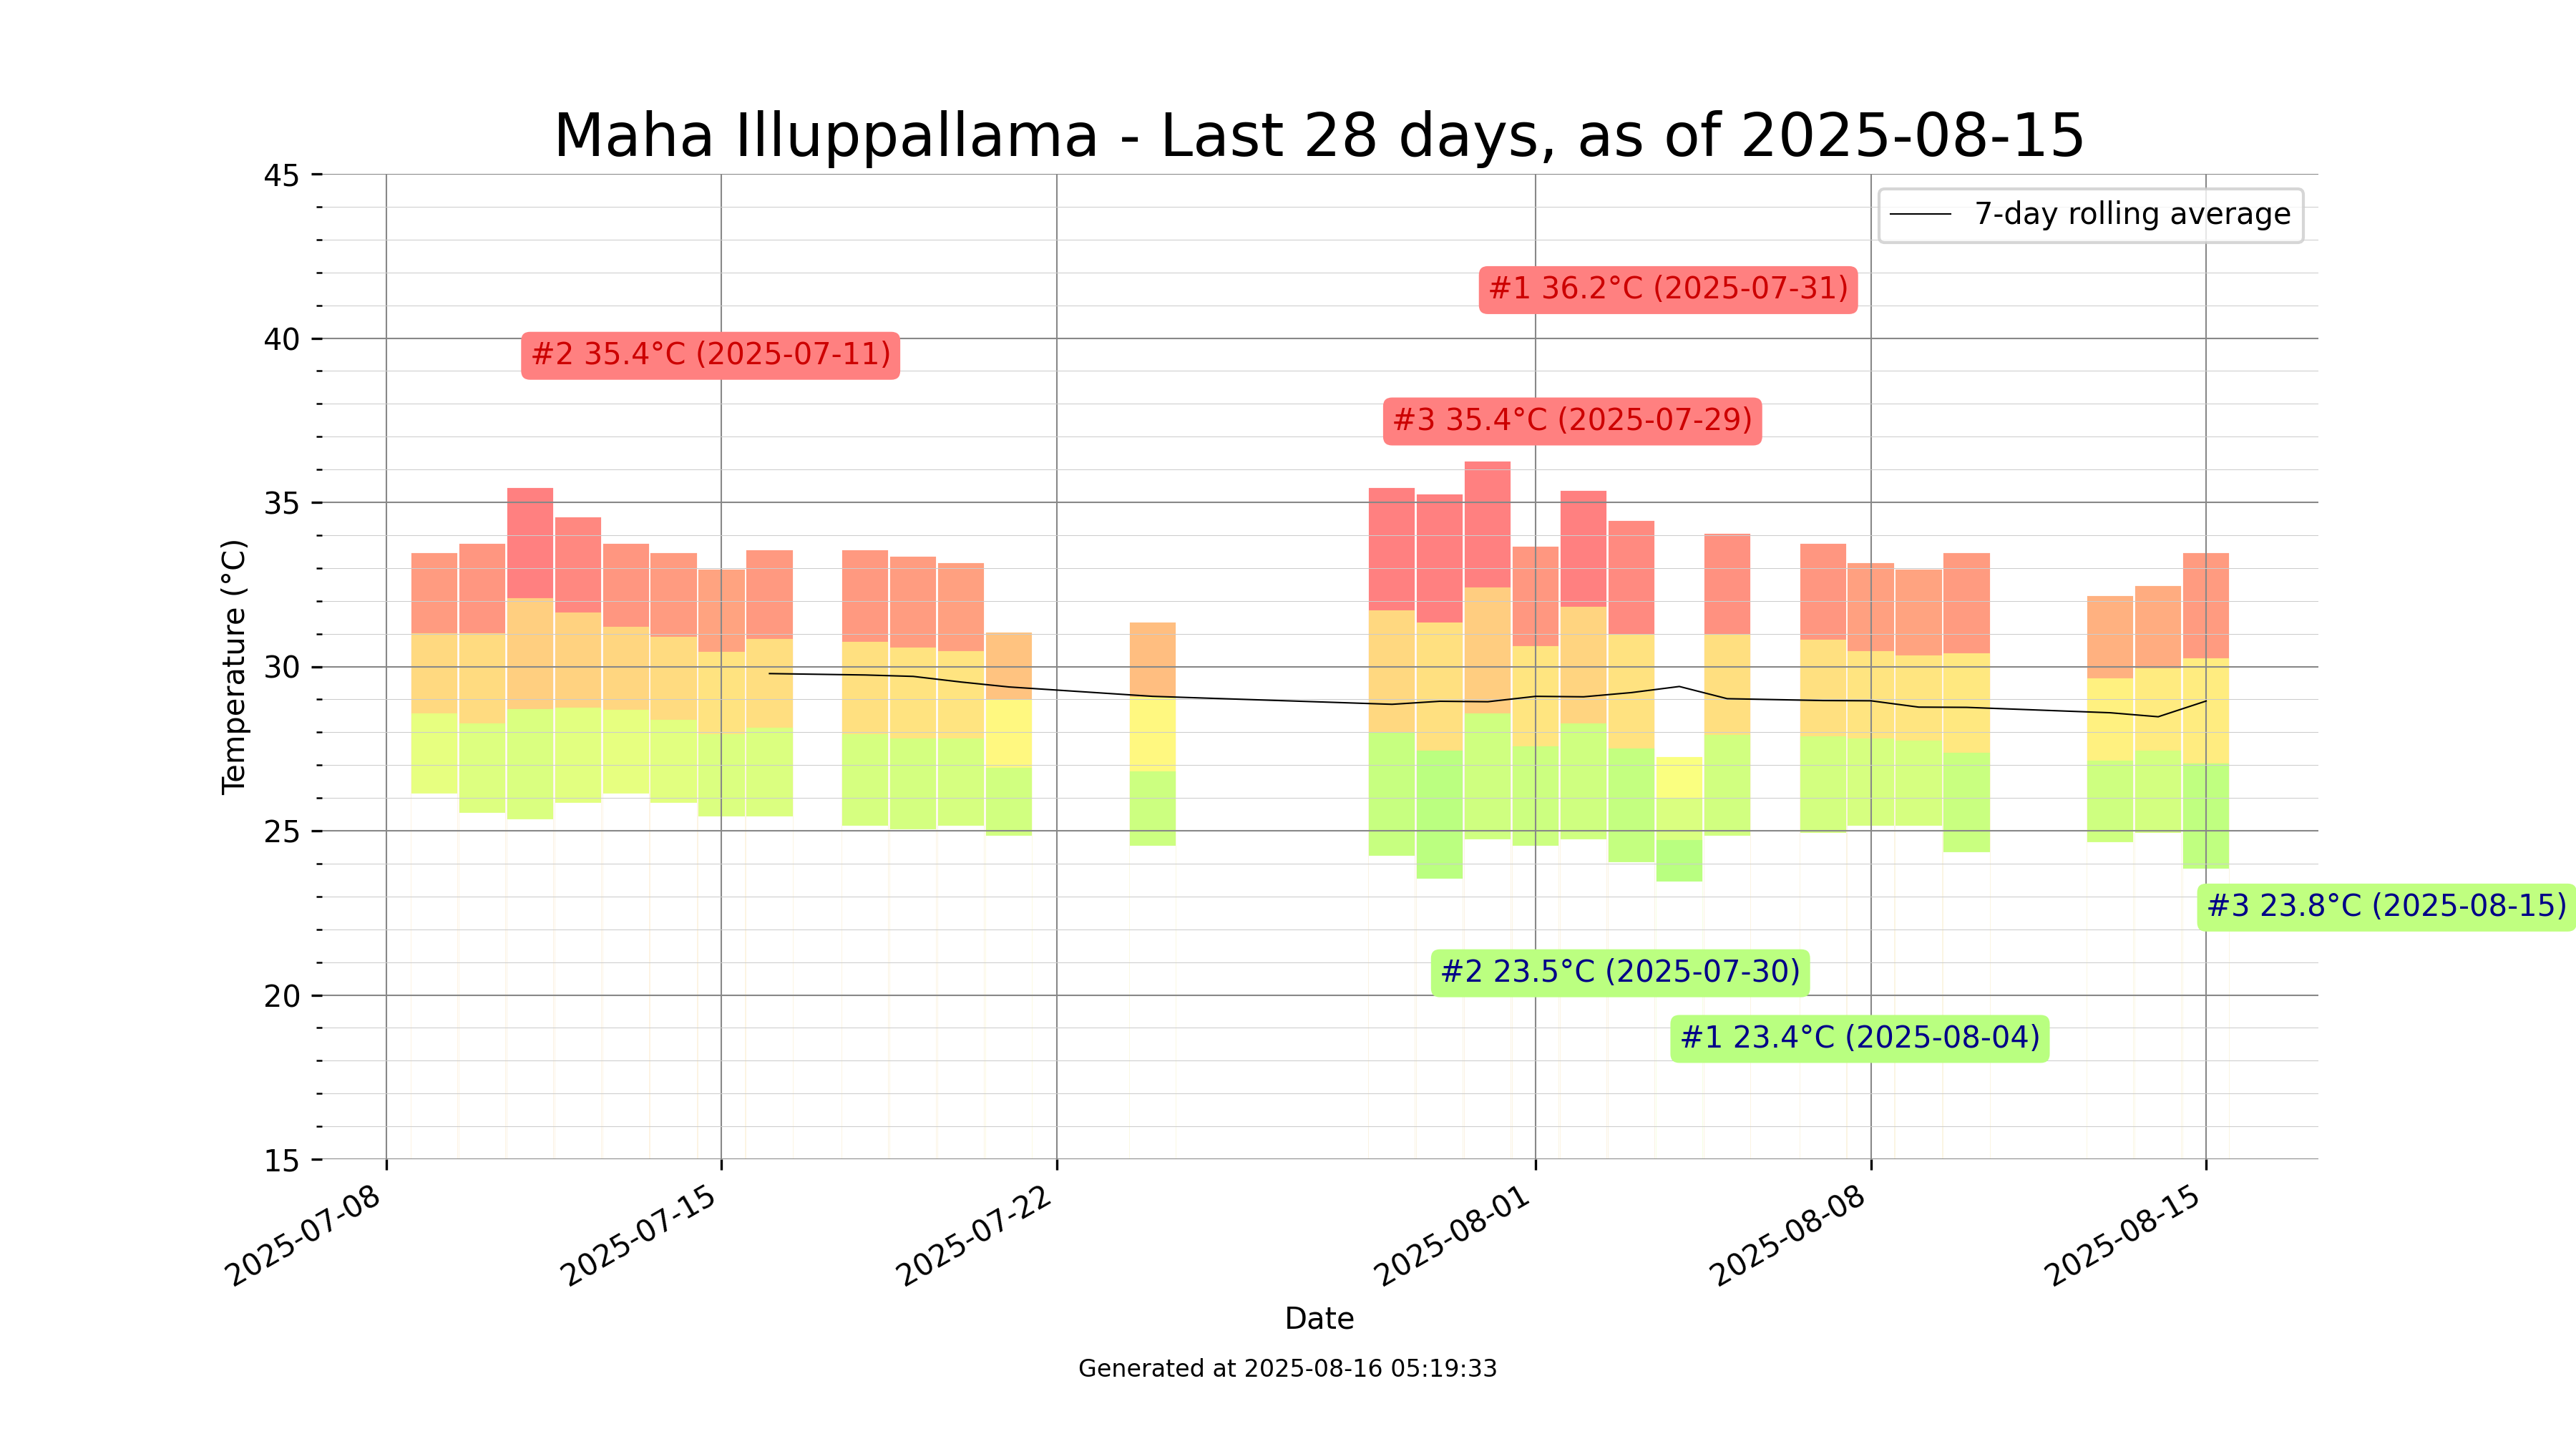 Maha Illuppallama - Last 28 days, as of 2025-08-15
7-day rolling average
#1 36.2°C (2025-07-31)
#2 35.4°C (2025-07-11)
#3 35.4°C (2025-07-29)
#3 23.8°C (2025-08-15)
#2 23.5°C (2025-07-30)
#1 23.4°C (2025-08-04)
Temperature (°C)
45
40
35
30
25
20
15
2025-07-08
2025-07-15
2025-07-22
2025-08-01
2025-08-08
2025-08-15
Date
Generated at 2025-08-16 05:19:33